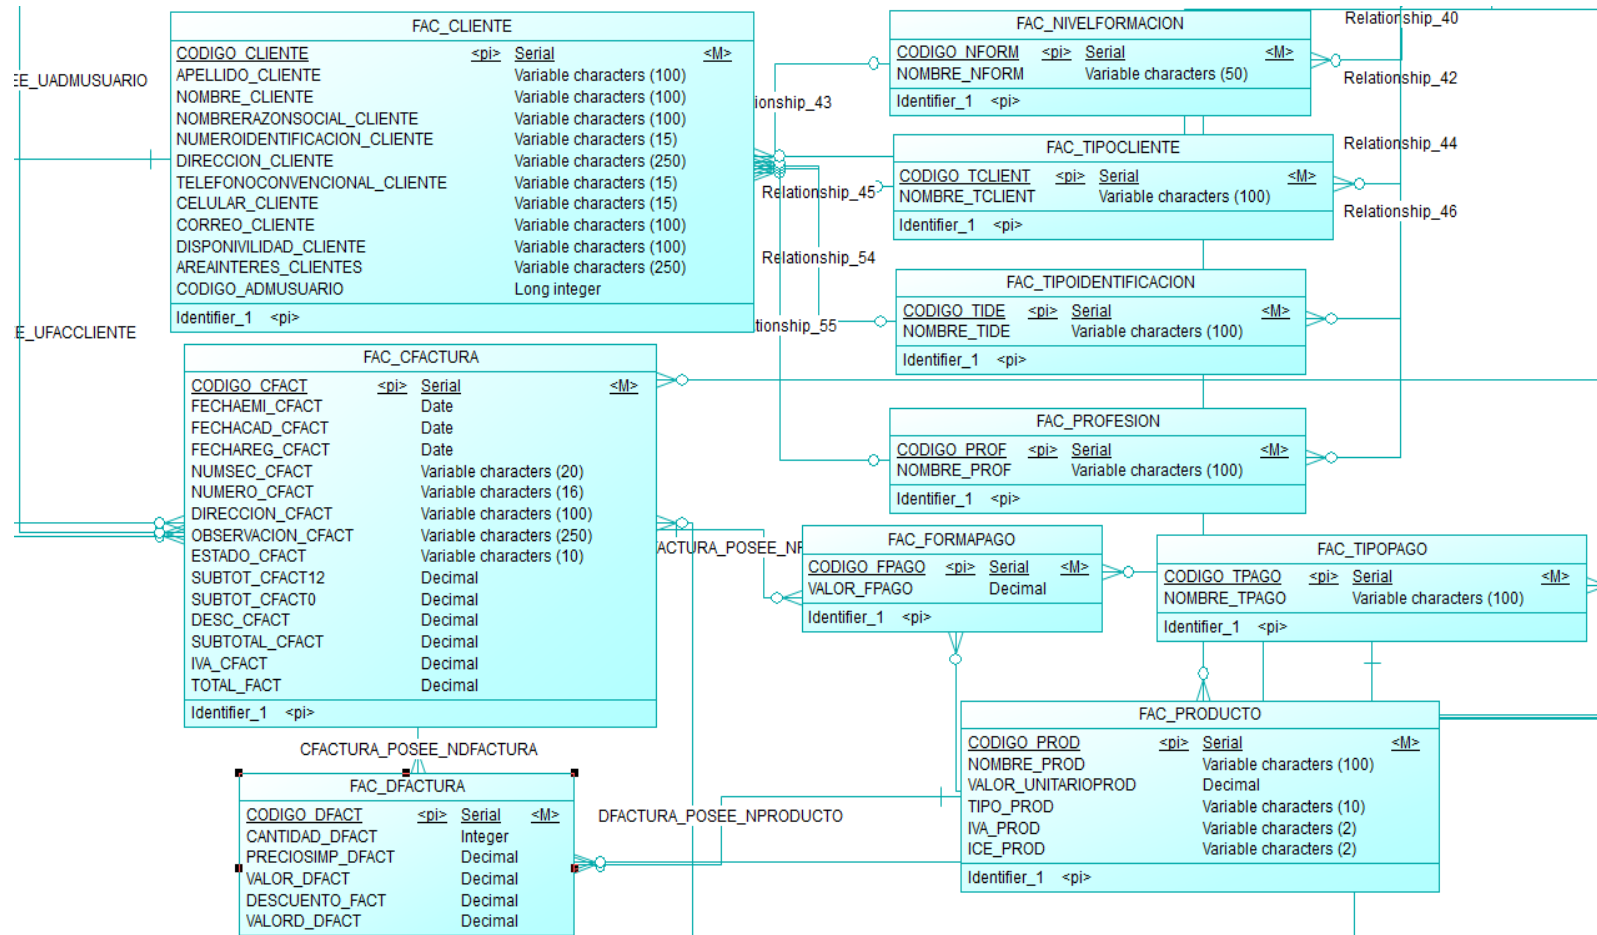 FAC_CLIENTE
CODIGO_CLIENTE <pi> Serial <M>
APELLIDO_CLIENTE Variable characters (100)
NOMBRE_CLIENTE Variable characters (100)
NOMBRERAZONSOCIAL_CLIENTE Variable characters (100)
NUMEROIDENTIFICACION_CLIENTE Variable characters (15)
DIRECCION_CLIENTE Variable characters (250)
TELEFONOCONVENCIONAL_CLIENTE Variable characters (15)
CELULAR_CLIENTE Variable characters (15)
CORREO_CLIENTE Variable characters (100)
DISPONIVILIDAD_CLIENTE Variable characters (100)
AREAINTERES_CLIENTES Variable characters (250)
CODIGO_ADMUSUARIO Long integer
Identifier_1 <pi>
EE_UADMUSUARIO
E_UFACCLIENTE
FAC_NIVELFORMACION
CODIGO_NFORM <pi> Serial <M>
NOMBRE_NFORM Variable characters (50)
Identifier_1 <pi>
Relationship_40
Relationship_42
ionship_43
Relationship_44
Relationship_45
Relationship_46
Relationship_54
tionship_55
FAC_TIPOCLIENTE
CODIGO_TCLIENT <pi> Serial <M>
NOMBRE_TCLIENT Variable characters (100)
Identifier_1 <pi>
FAC_TIPOIDENTIFICACION
CODIGO_TIDE <pi> Serial <M>
NOMBRE_TIDE Variable characters (100)
Identifier_1 <pi>
FAC_PROFESION
CODIGO_PROF <pi> Serial <M>
NOMBRE_PROF Variable characters (100)
Identifier_1 <pi>
FAC_CFACTURA
CODIGO_CFACT <pi> Serial <M>
FECHAEMI_CFACT Date
FECHACAD_CFACT Date
FECHAREG_CFACT Date
NUMSEC_CFACT Variable characters (20)
NUMERO_CFACT Variable characters (16)
DIRECCION_CFACT Variable characters (100)
OBSERVACION_CFACT Variable characters (250)
ESTADO_CFACT Variable characters (10)
SUBTOT_CFACT12 Decimal
SUBTOT_CFACT0 Decimal
DESC_CFACT Decimal
SUBTOTAL_CFACT Decimal
IVA_CFACT Decimal
TOTAL_FACT Decimal
Identifier_1 <pi>
FACTURA_POSEE_NF
FAC_FORMAPAGO
CODIGO_FPAGO <pi> Serial <M>
VALOR_FPAGO Decimal
Identifier_1 <pi>
FAC_TIPOPAGO
CODIGO_TPAGO <pi> Serial <M>
NOMBRE_TPAGO Variable characters (100)
Identifier_1 <pi>
CFACTURA_POSEE_NDFACTURA
FAC_DFACTURA
CODIGO_DFACT <pi> Serial <M>
CANTIDAD_DFACT Integer
PRECIOSIMP_DFACT Decimal
VALOR_DFACT Decimal
DESCUENTO_FACT Decimal
VALORD_DFACT Decimal
DFACTURA_POSEE_NPRODUCTO
FAC_PRODUCTO
CODIGO_PROD <pi> Serial <M>
NOMBRE_PROD Variable characters (100)
VALOR_UNITARIOPROD Decimal
TIPO_PROD Variable characters (10)
IVA_PROD Variable characters (2)
ICE_PROD Variable characters (2)
Identifier_1 <pi>